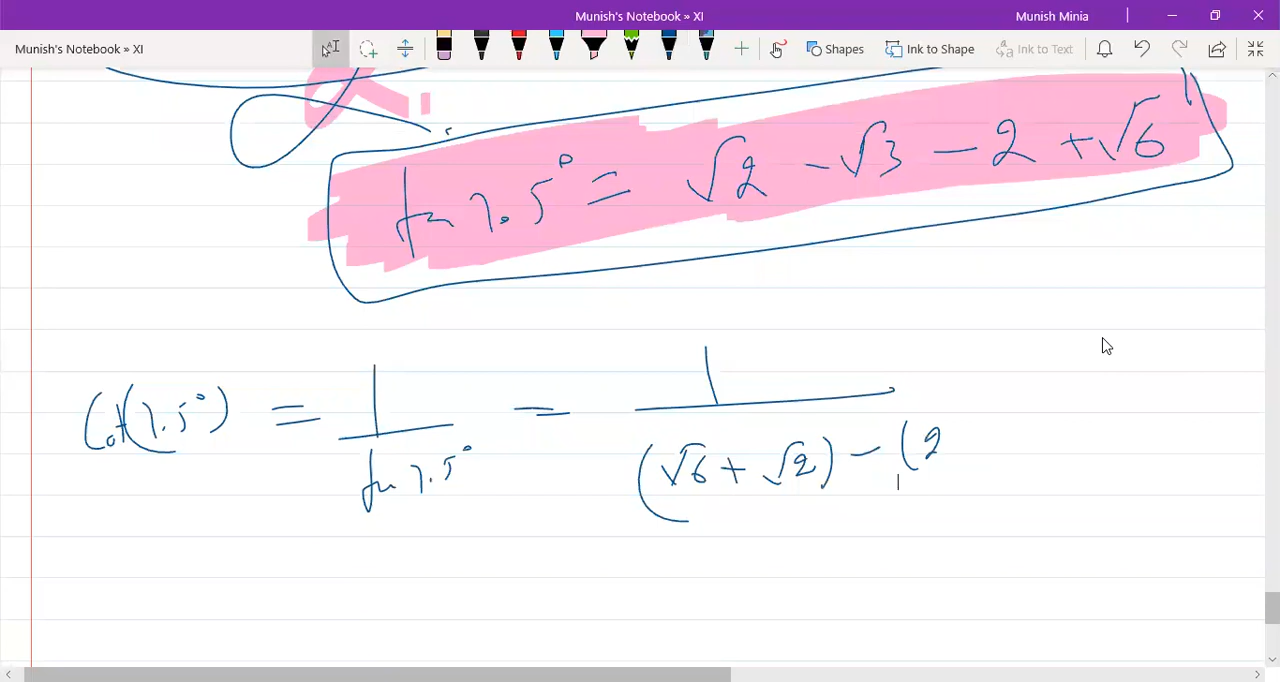 Munish's Notebook » XI
Munish Minia
Munish's Notebook » XI
Shapes
Ink to Shape
Ink to Text
tan 7.5° = √2 - √3 - 2 + √6
Cot(7.5°) = 1/tan 7.5° = 1/(√6 + √2) - (2